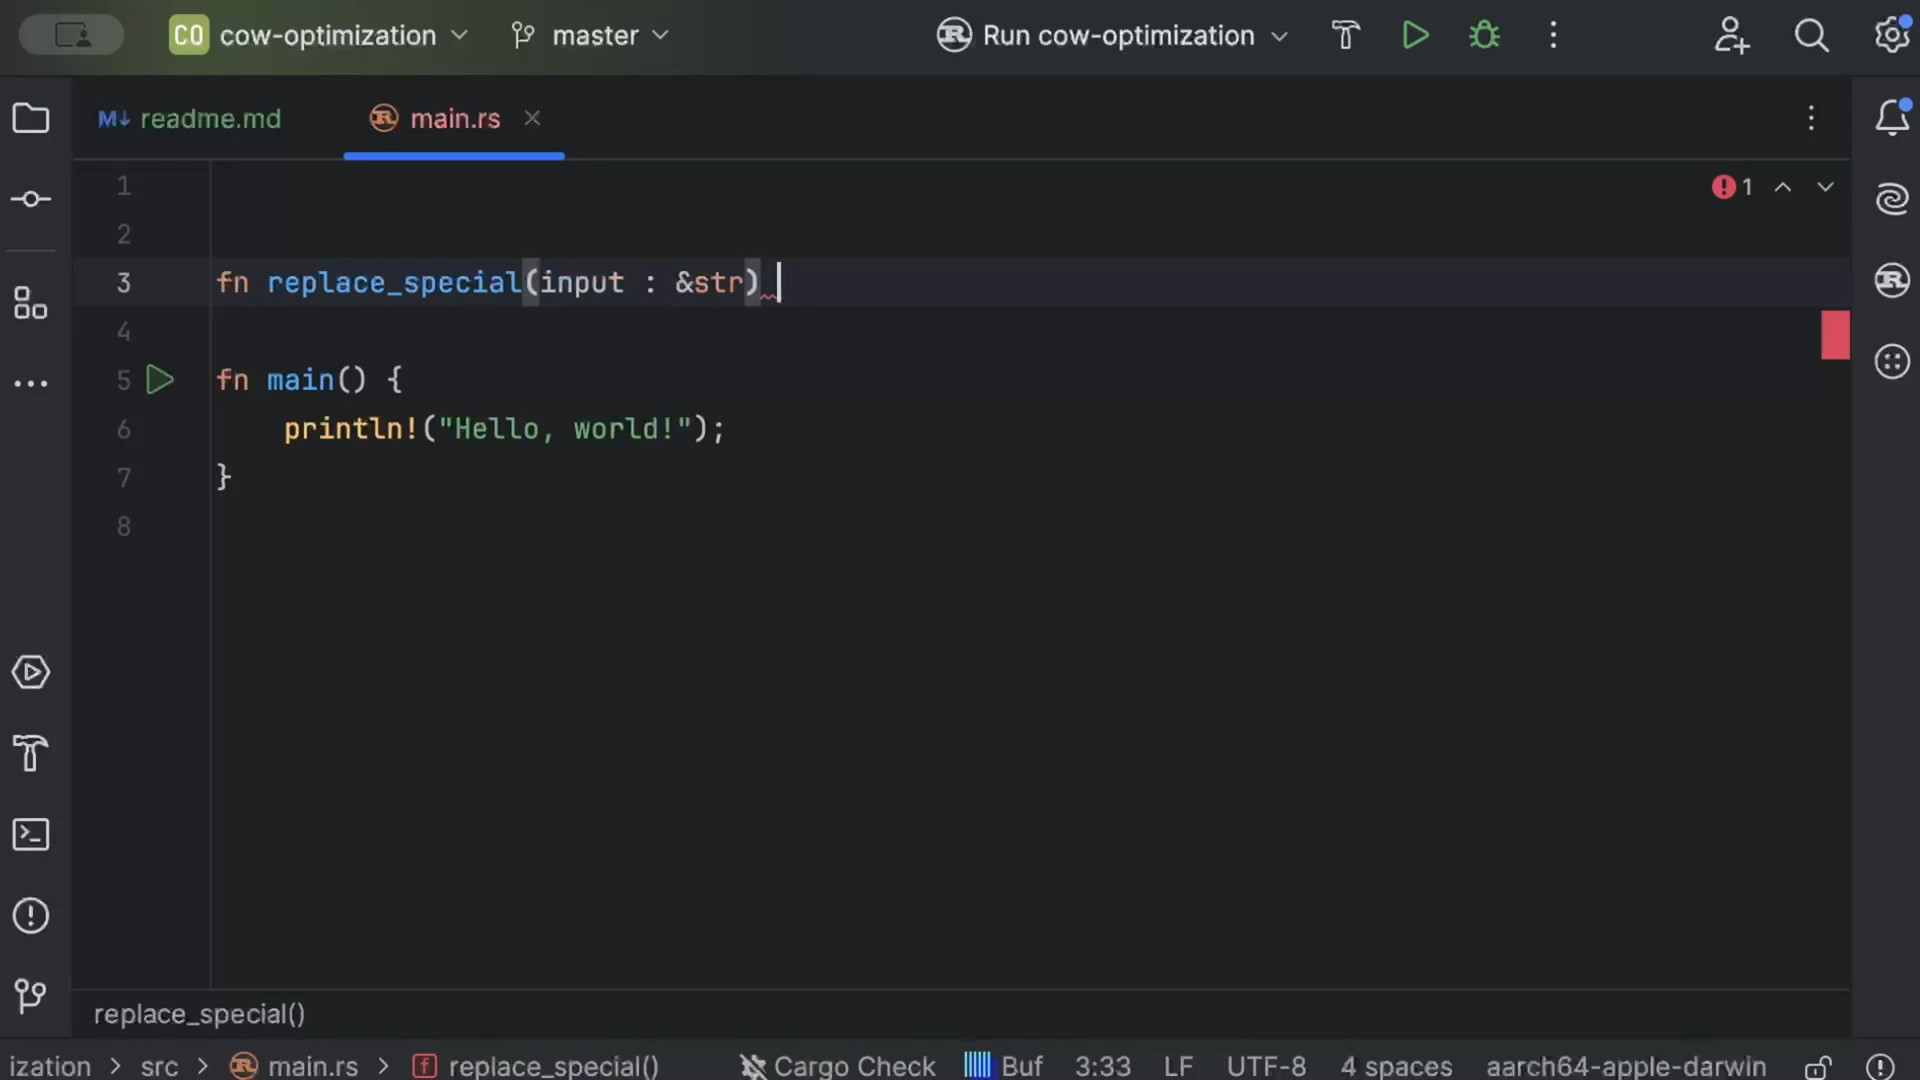 CO cow-optimization master Run cow-optimization
M↓ readme.md main.rs
1
1
2
3 fn replace_special(input : &str)
4
5 fn main() {
6 println!("Hello, world!");
7 }
8
replace_special()
ization > src > main.rs > f replace_special() Cargo Check Buf 3:33 LF UTF-8 4 spaces aarch64-apple-darwin